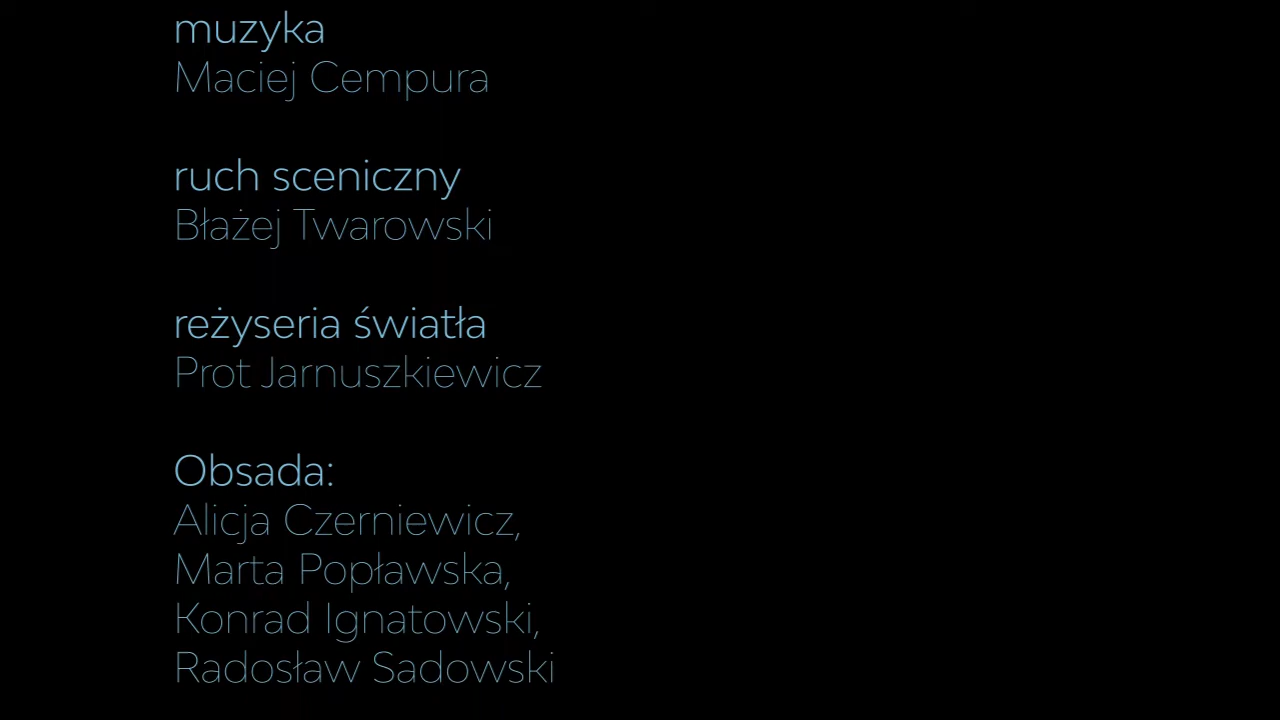 muzyka
Maciej Cempura
ruch sceniczny
Błażej Twarowski
reżyseria światła
Prot Jarnuszkiewicz
Obsada:
Alicja Czerniewicz,
Marta Popławska,
Konrad Ignatowski,
Radosław Sadowski